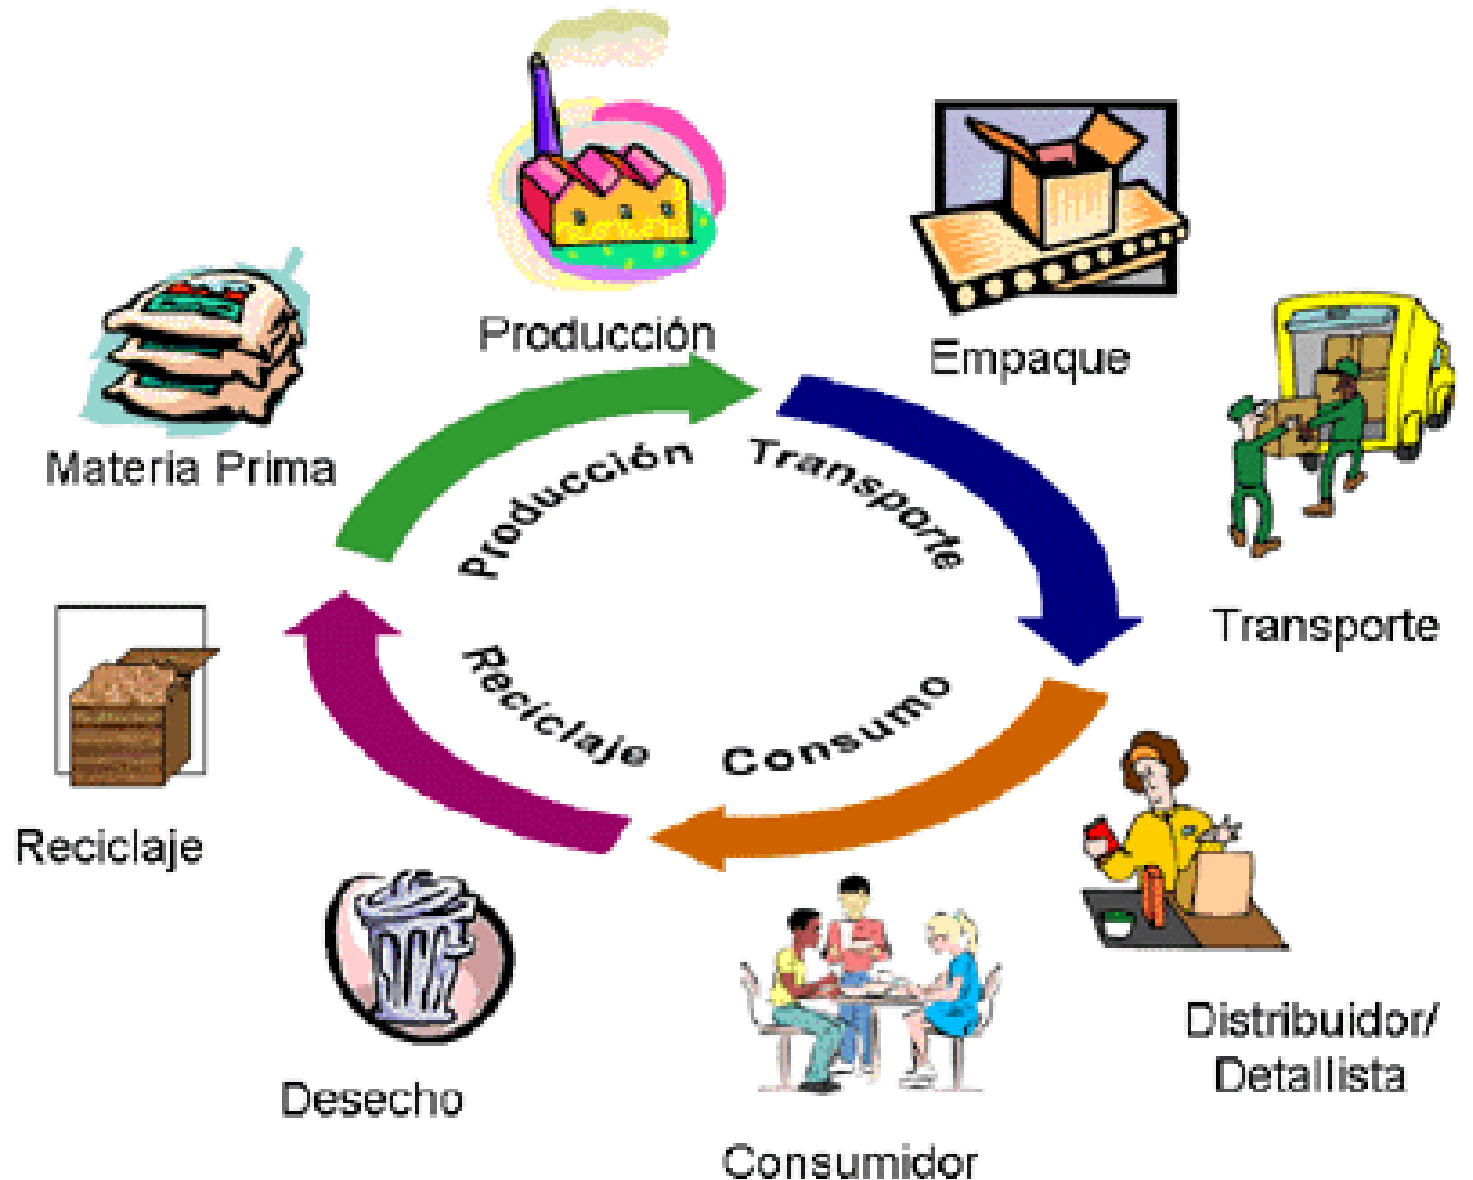 Producción
Empaque
Materia Prima
Producción
Transporte
Transporte
Reciclaje
Consumo
Reciclaje
Distribuidor/
Detallista
Desecho
Consumidor